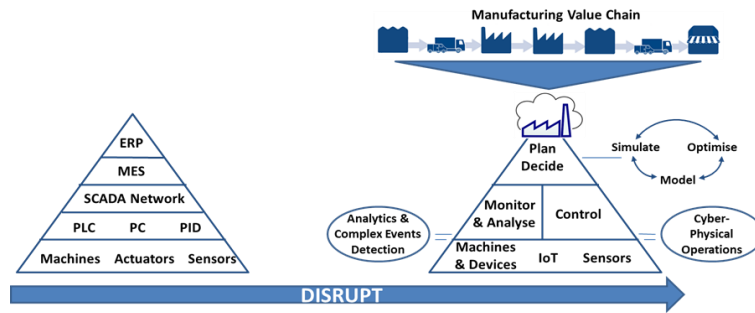 Manufacturing Value Chain
ERP
MES
SCADA Network
PLC PC PID
Machines Actuators Sensors
Plan
Decide
Simulate Optimise
Model
Monitor
& Analyse
Control
Analytics &
Complex Events
Detection
Cyber-
Physical
Operations
Machines
& Devices
IoT Sensors
DISRUPT